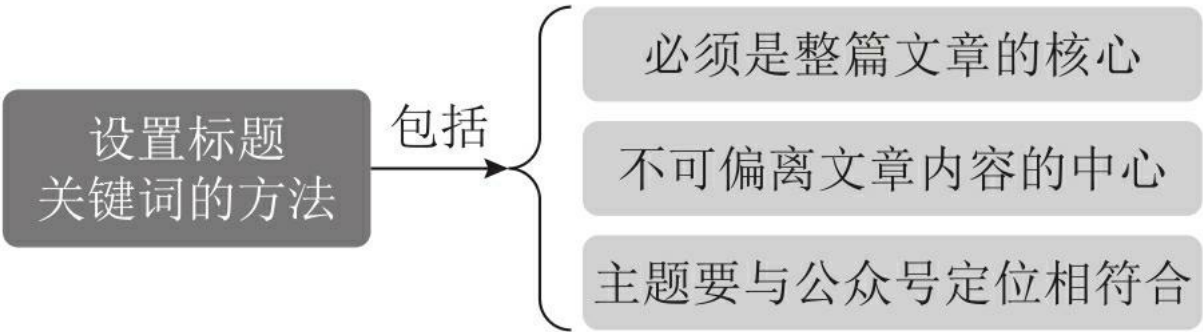 设置标题
关键词的方法
包括
必须是整篇文章的核心
不可偏离文章内容的中心
主题要与公众号定位相符合